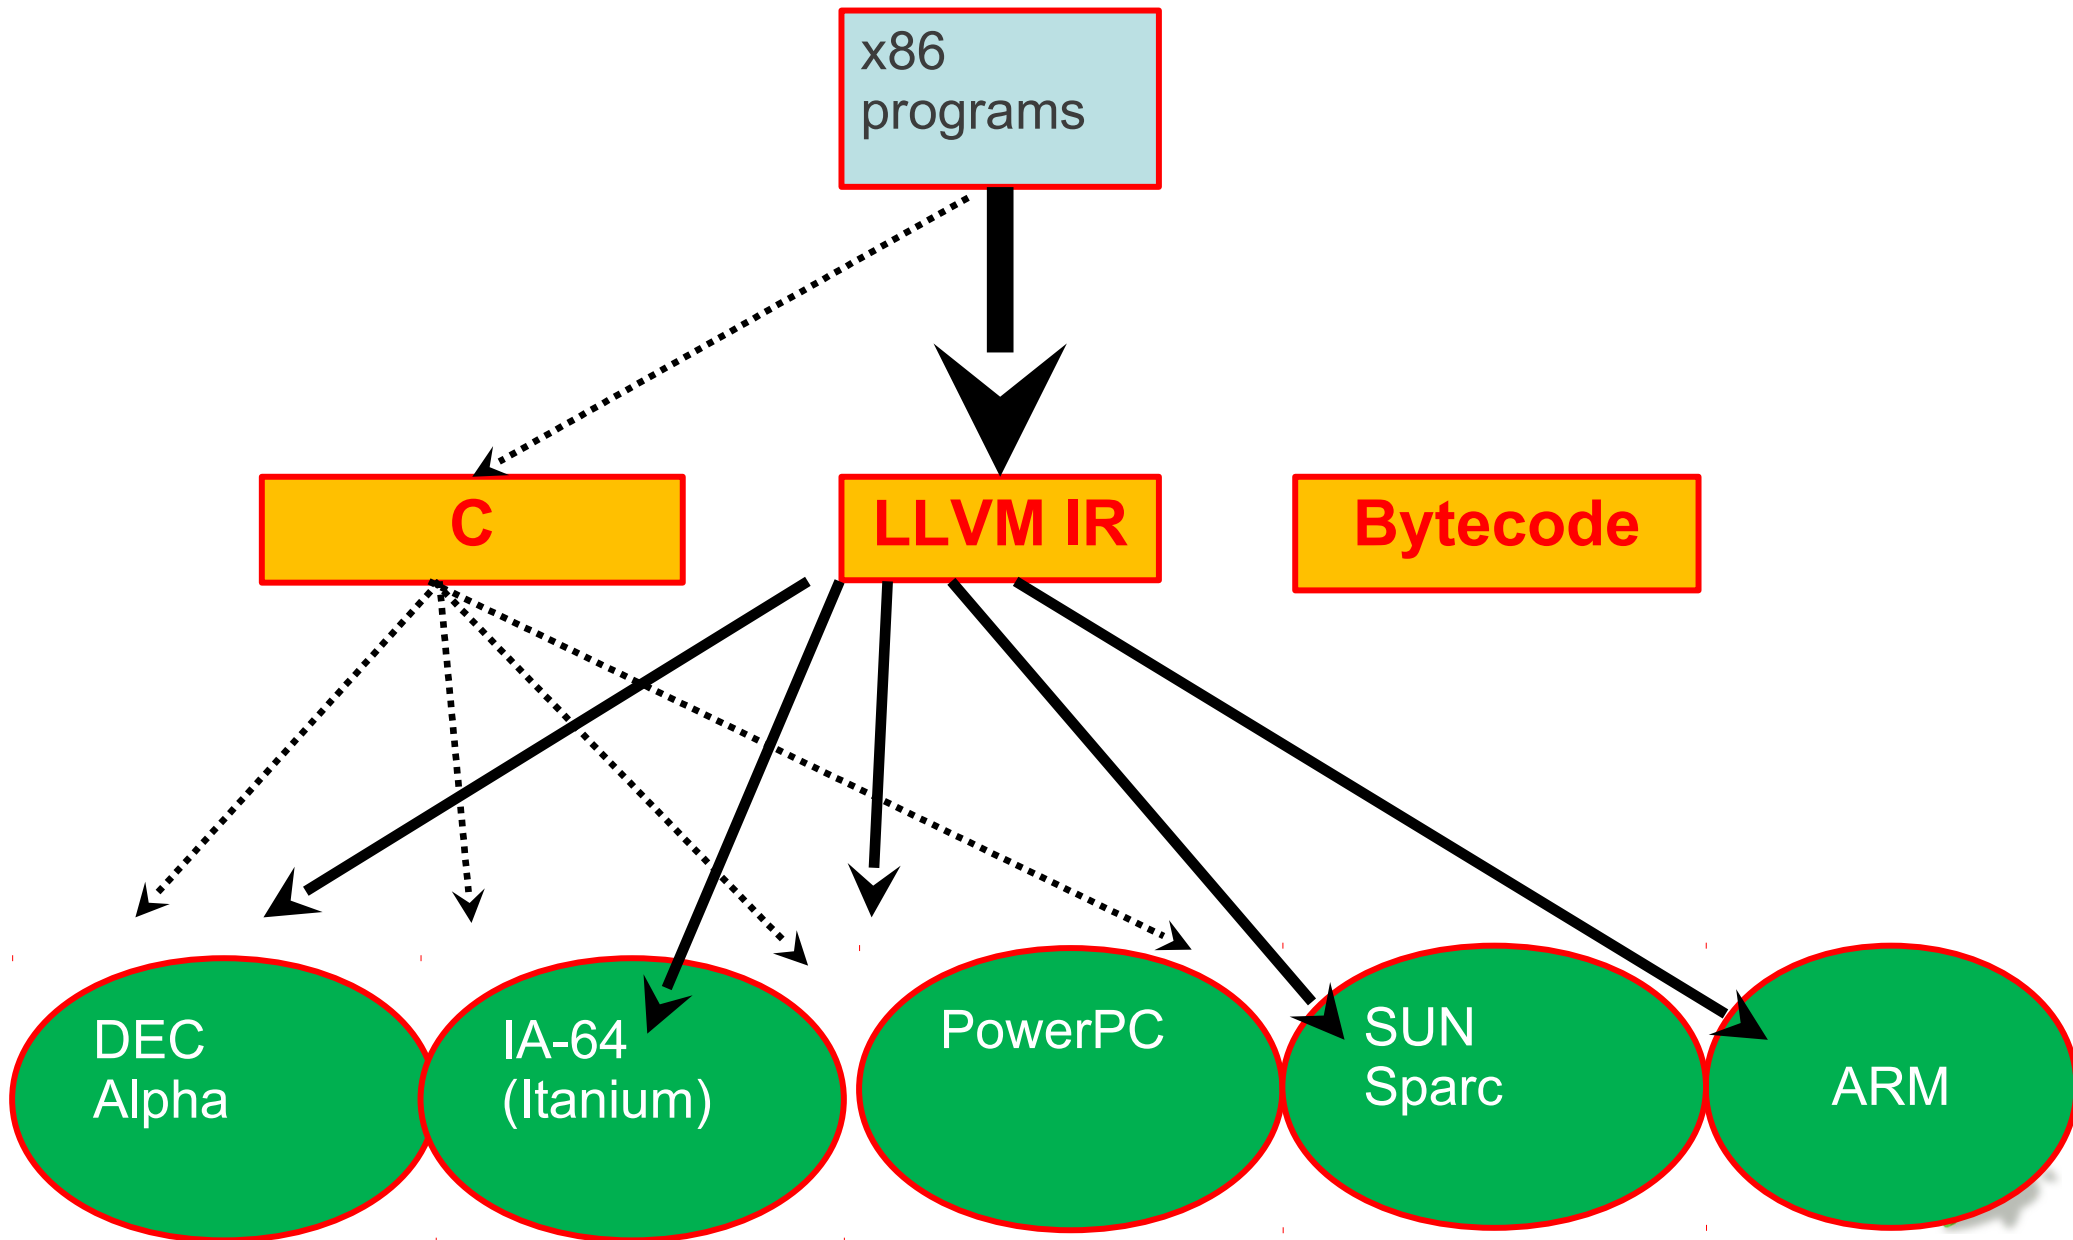 x86
programs
C
LLVM IR
Bytecode
DEC
Alpha
IA-64
(Itanium)
PowerPC
SUN
Sparc
ARM